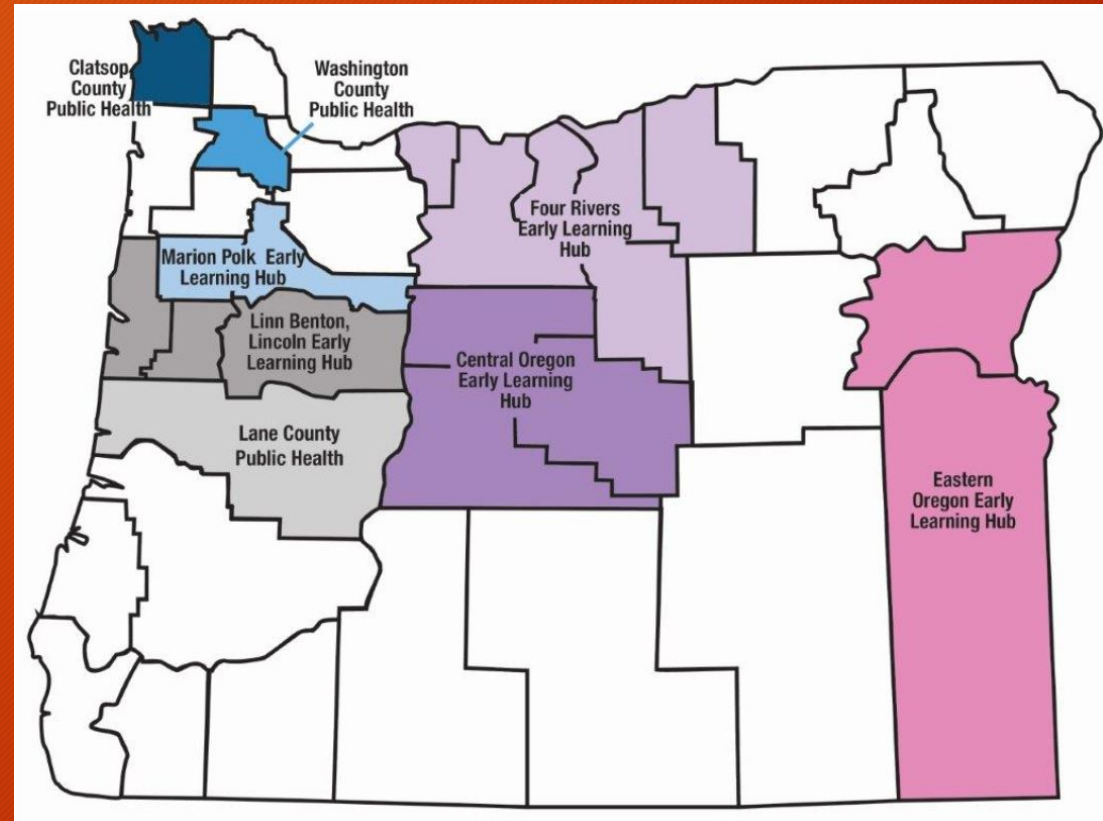 Clatsop
County
Public Health
Washington
County
Public Health
Four Rivers
Early Learning
Hub
Marion Polk Early
Learning Hub
Linn Benton,
Lincoln Early
Learning Hub
Central Oregon
Early Learning
Hub
Lane County
Public Health
Eastern
Oregon Early
Learning Hub